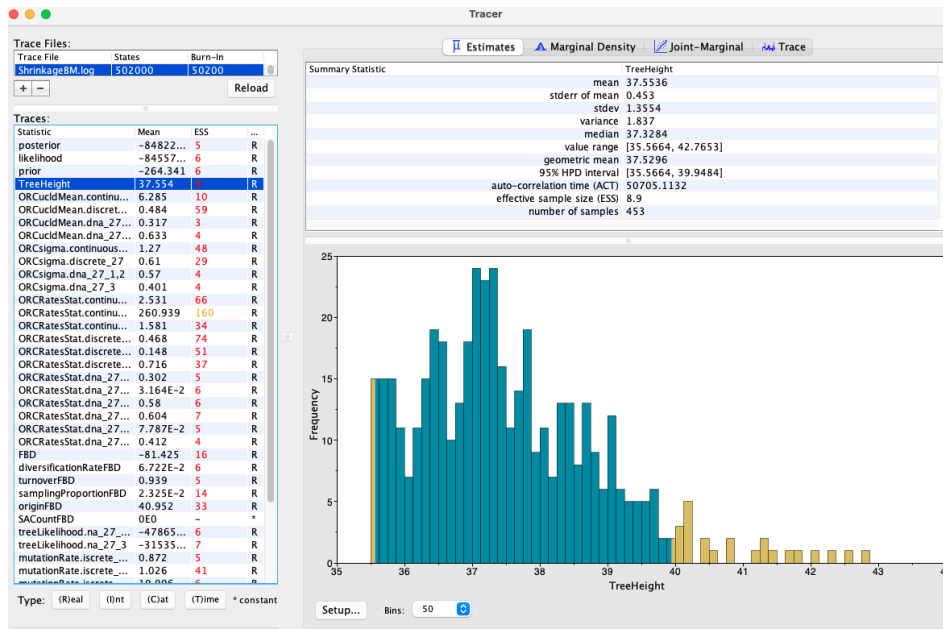 Tracer
Trace Files:
Trace File States Burn-In
ShrinkageBM.log 502000 50200
+ − Reload
Traces:
Statistic Mean ESS ...
posterior -84822... 5 R
likelihood -84557... 6 R
prior -264.341 6 R
TreeHeight 37.554 R
ORCucldMean.continu... 6.285 10 R
ORCucldMean.discret... 0.484 59 R
ORCucldMean.dna_27... 0.317 3 R
ORCucldMean.dna_27... 0.633 4 R
ORCsigma.continuous... 1.27 48 R
ORCsigma.discrete_27 0.61 29 R
ORCsigma.dna_27_1,2 0.57 4 R
ORCsigma.dna_27_3 0.401 4 R
ORCRatesStat.continu... 2.531 66 R
ORCRatesStat.continu... 260.939 160 R
ORCRatesStat.continu... 1.581 34 R
ORCRatesStat.discrete... 0.468 74 R
ORCRatesStat.discrete... 0.148 51 R
ORCRatesStat.discrete... 0.716 37 R
ORCRatesStat.dna_27... 0.302 5 R
ORCRatesStat.dna_27... 3.164E-2 6 R
ORCRatesStat.dna_27... 0.58 6 R
ORCRatesStat.dna_27... 0.604 7 R
ORCRatesStat.dna_27... 7.787E-2 5 R
ORCRatesStat.dna_27... 0.412 4 R
FBD -81.425 16 R
diversificationRateFBD 6.722E-2 6 R
turnoverFBD 0.939 5 R
samplingProportionFBD 2.325E-2 14 R
originFBD 40.952 33 R
SACountFBD 0E0 - *
treeLikelihood.na_27_... -47865... 6 R
treeLikelihood.na_27_3 -31535... 7 R
mutationRate.iscrete_... 0.872 5 R
mutationRate.iscrete_... 1.026 41 R
Type: (R)eal (I)nt (C)at (T)ime * constant
Estimates Marginal Density Joint-Marginal Trace
Summary Statistic TreeHeight
mean 37.5536
stderr of mean 0.453
stdev 1.3554
variance 1.837
median 37.3284
value range [35.5664, 42.7653]
geometric mean 37.5296
95% HPD interval [35.5664, 39.9484]
auto-correlation time (ACT) 50705.1132
effective sample size (ESS) 8.9
number of samples 453
25
20
15
10
5
0
Frequency
35 36 37 38 39 40 41 42 43
TreeHeight
Setup... Bins: 50